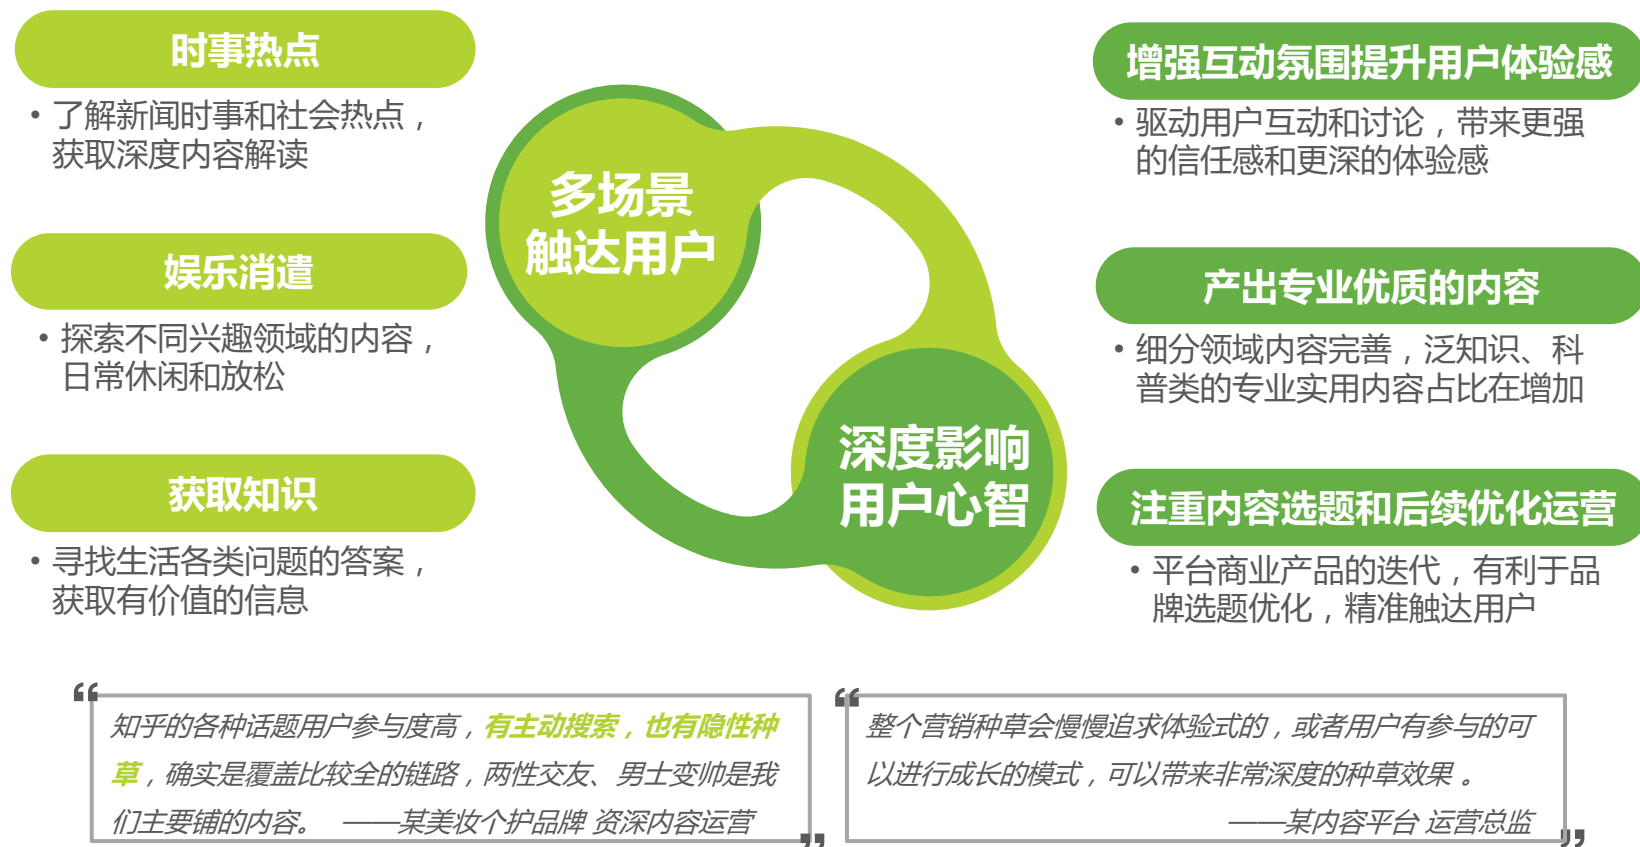 时事热点
• 了解新闻时事和社会热点，
获取深度内容解读
娱乐消遣
• 探索不同兴趣领域的内容，
日常休闲和放松
获取知识
• 寻找生活各类问题的答案，
获取有价值的信息
多场景
触达用户
深度影响
用户心智
增强互动氛围提升用户体验感
• 驱动用户互动和讨论，带来更强
的信任感和更深的体验感
产出专业优质的内容
• 细分领域内容完善，泛知识、科
普类的专业实用内容占比在增加
注重内容选题和后续优化运营
• 平台商业产品的迭代，有利于品
牌选题优化，精准触达用户
“
知乎的各种话题用户参与度高，有主动搜索，也有隐性种
草，确实是覆盖比较全的链路，两性交友、男士变帅是我
们主要铺的内容。 ——某美妆个护品牌 资深内容运营
”
“
整个营销种草会慢慢追求体验式的，或者用户有参与的可
以进行成长的模式，可以带来非常深度的种草效果 。
——某内容平台 运营总监
”